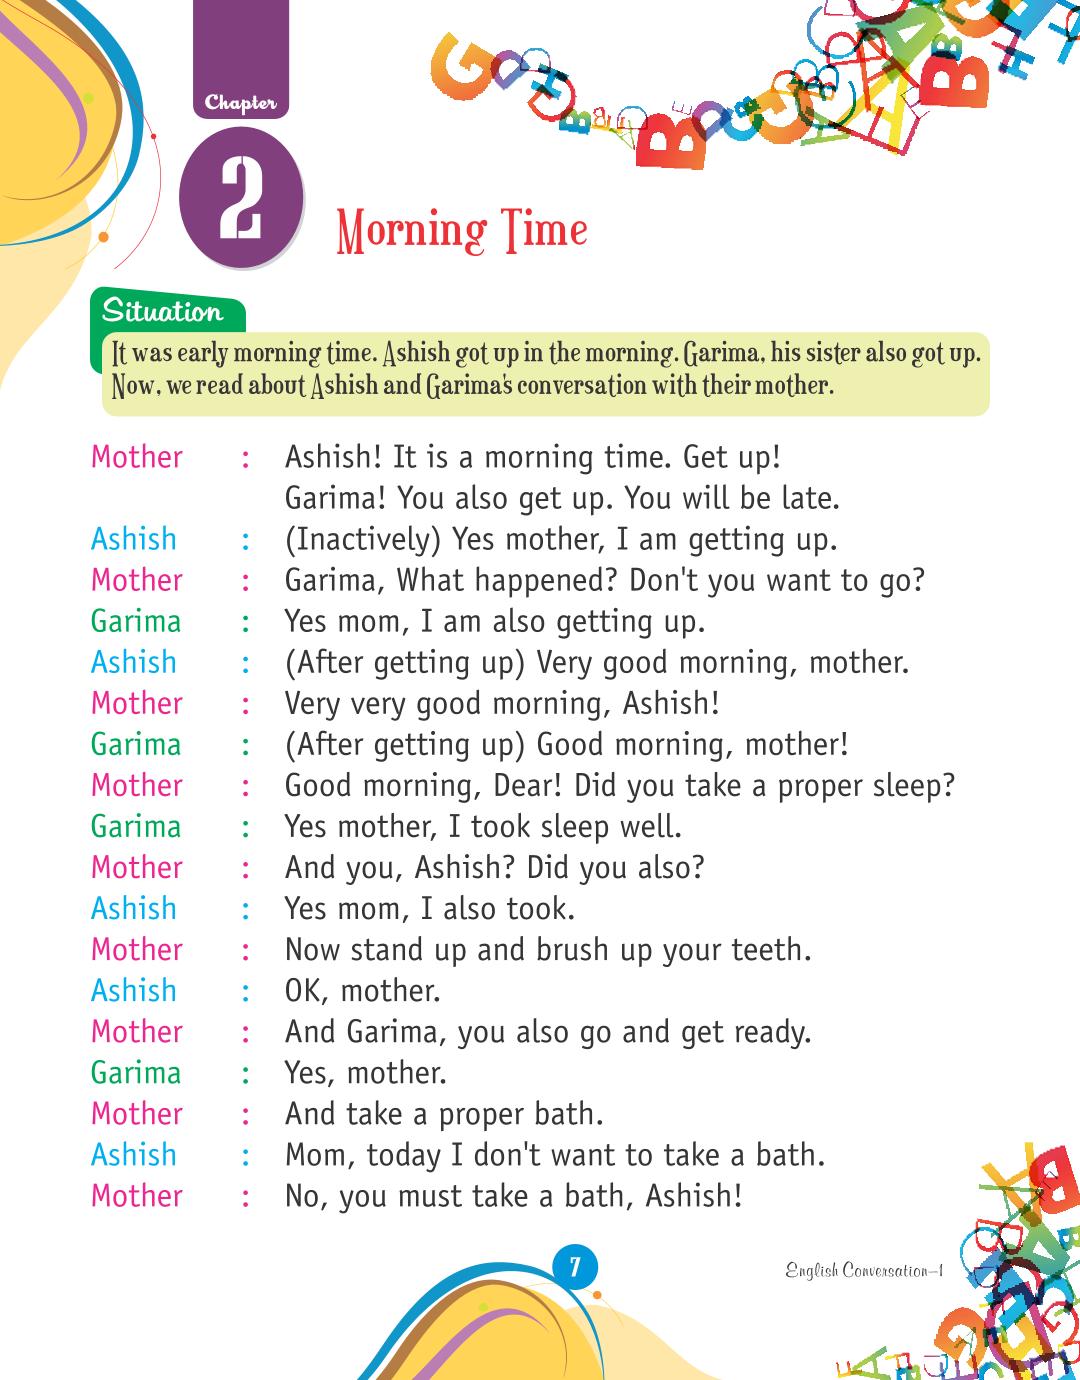 Chapter
2
Morning Time
Situation
It was early morning time. Ashish got up in the morning. Garima, his sister also got up.
Now, we read about Ashish and Garima's conversation with their mother.
Mother : Ashish! It is a morning time. Get up!
Garima! You also get up. You will be late.
Ashish : (Inactively) Yes mother, I am getting up.
Mother : Garima, What happened? Don't you want to go?
Garima : Yes mom, I am also getting up.
Ashish : (After getting up) Very good morning, mother.
Mother : Very very good morning, Ashish!
Garima : (After getting up) Good morning, mother!
Mother : Good morning, Dear! Did you take a proper sleep?
Garima : Yes mother, I took sleep well.
Mother : And you, Ashish? Did you also?
Ashish : Yes mom, I also took.
Mother : Now stand up and brush up your teeth.
Ashish : OK, mother.
Mother : And Garima, you also go and get ready.
Garima : Yes, mother.
Mother : And take a proper bath.
Ashish : Mom, today I don't want to take a bath.
Mother : No, you must take a bath, Ashish!
7
English Conversation–1